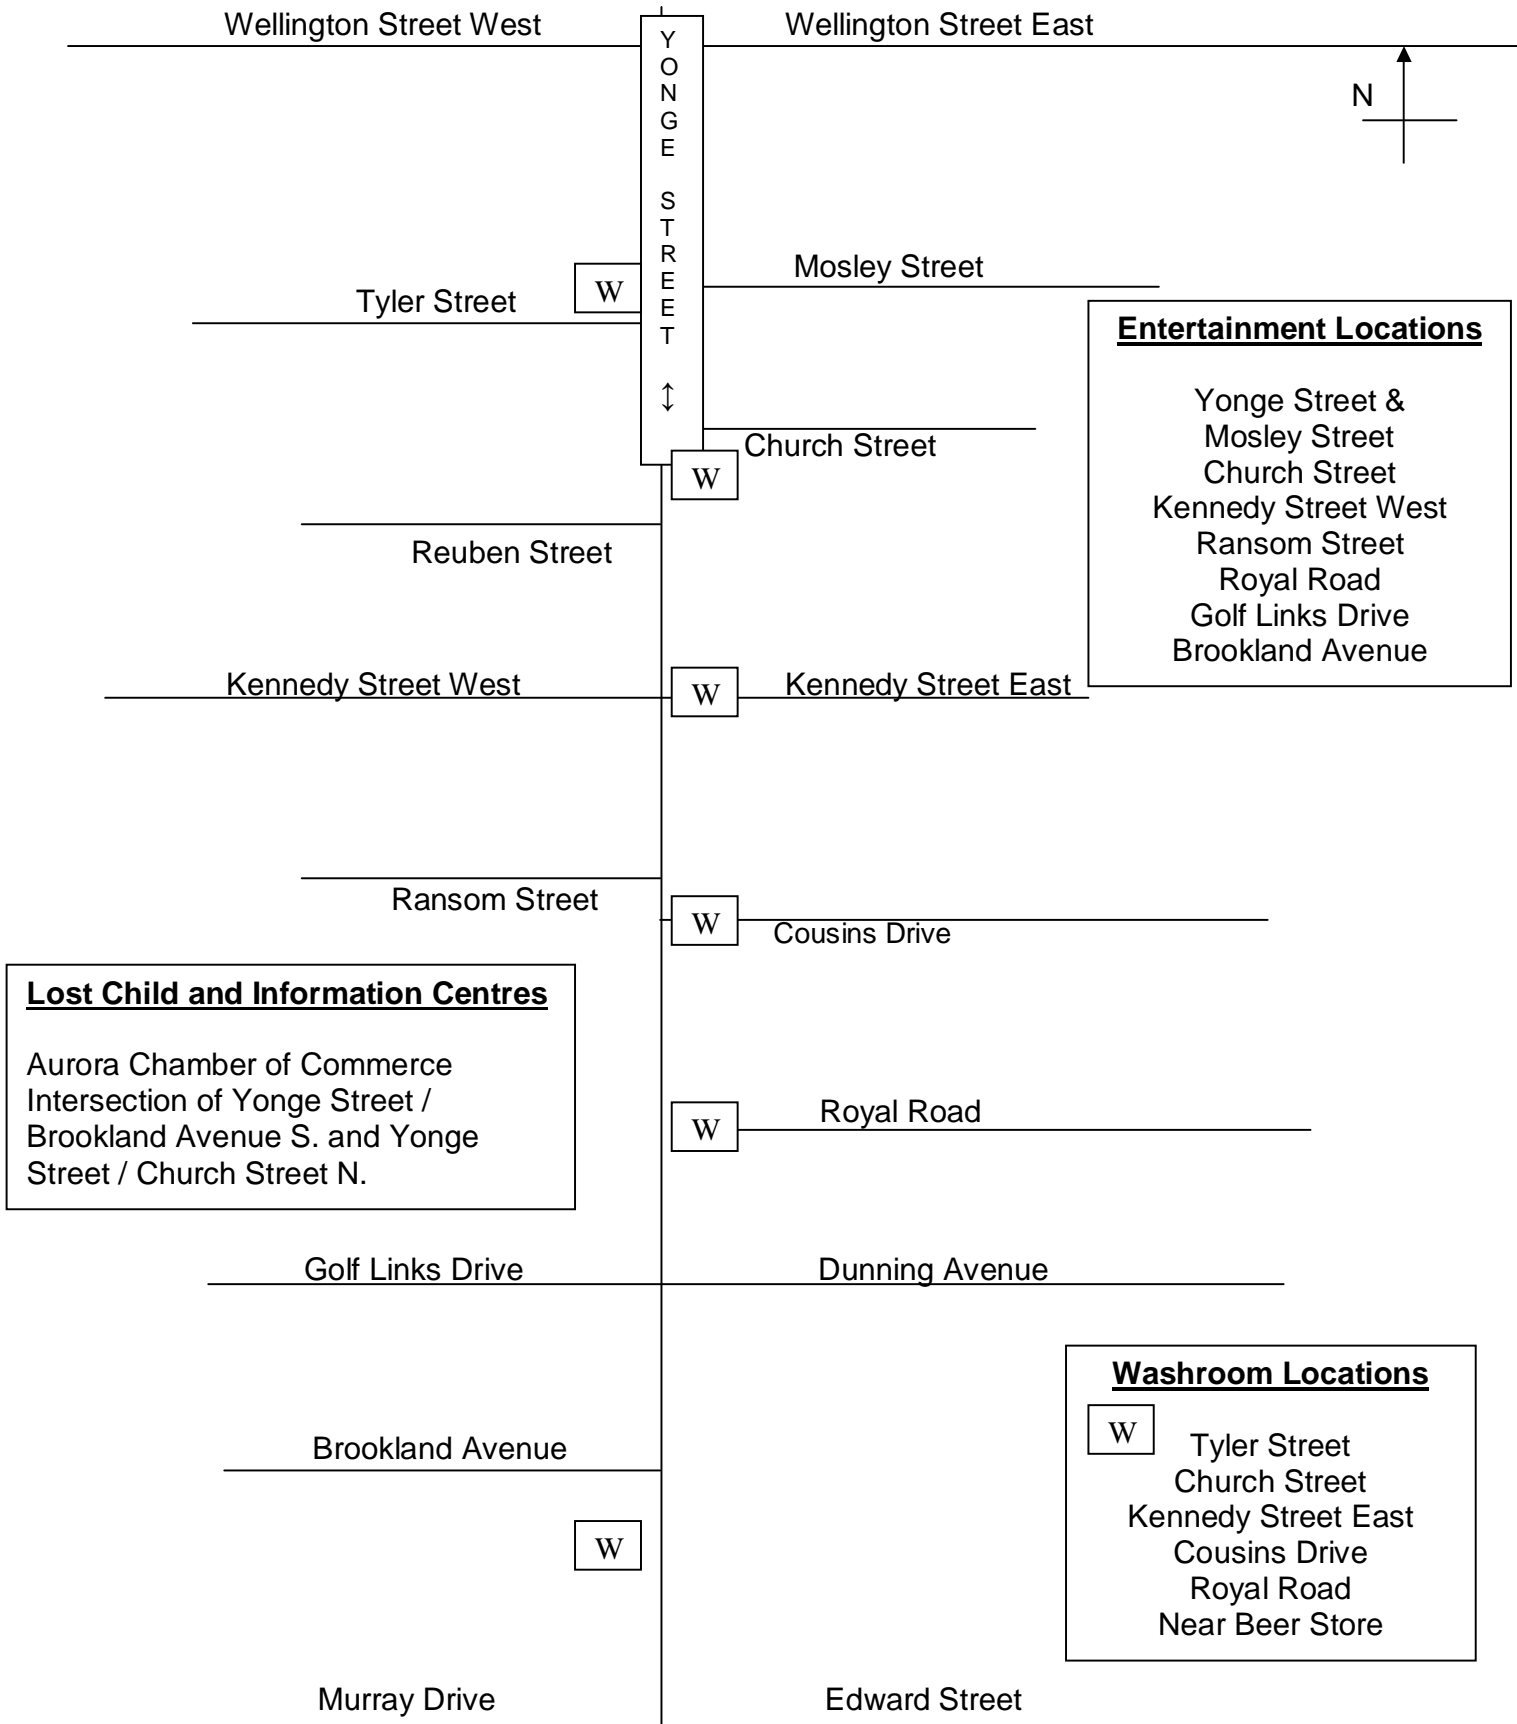 Wellington Street West
Wellington Street East
YONGE STREET ↕
N
Mosley Street
W
Tyler Street
Entertainment Locations
Yonge Street &
Mosley Street
Church Street
Kennedy Street West
Ransom Street
Royal Road
Golf Links Drive
Brookland Avenue
Church Street
W
Reuben Street
Kennedy Street West
W
Kennedy Street East
Ransom Street
W
Cousins Drive
Lost Child and Information Centres
Aurora Chamber of Commerce
Intersection of Yonge Street /
Brookland Avenue S. and Yonge
Street / Church Street N.
W
Royal Road
Golf Links Drive
Dunning Avenue
Brookland Avenue
W
Washroom Locations
W
Tyler Street
Church Street
Kennedy Street East
Cousins Drive
Royal Road
Near Beer Store
Murray Drive
Edward Street